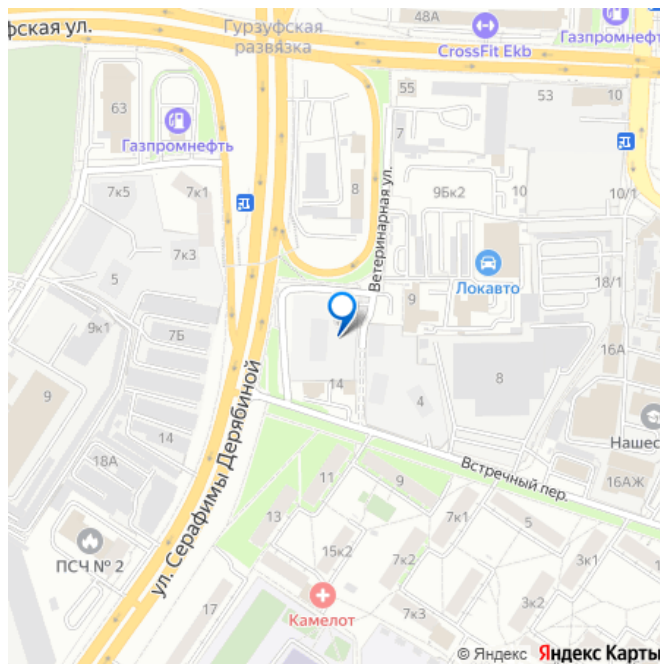 48А
Гурзуфская
развязка
фская ул.
CrossFit Ekb
Газпромнефть
63
55
53
10
Газпромнефть
7
7к5
7к1
8
9Бк2
10
10/1
Ветеринарная ул.
7к3
5
Локавто
18/1
9
9к1
7Б
16А
ул. Серафимы Дерябиной
14
8
9
4
14
Нашес
18А
Встречный пер.
16АЖ
11
9
13
7к1
5
ПСЧ № 2
15к2
7к2
3к1
17
Камелот
7к3
3к2
© Яндекс Яндекс Карты